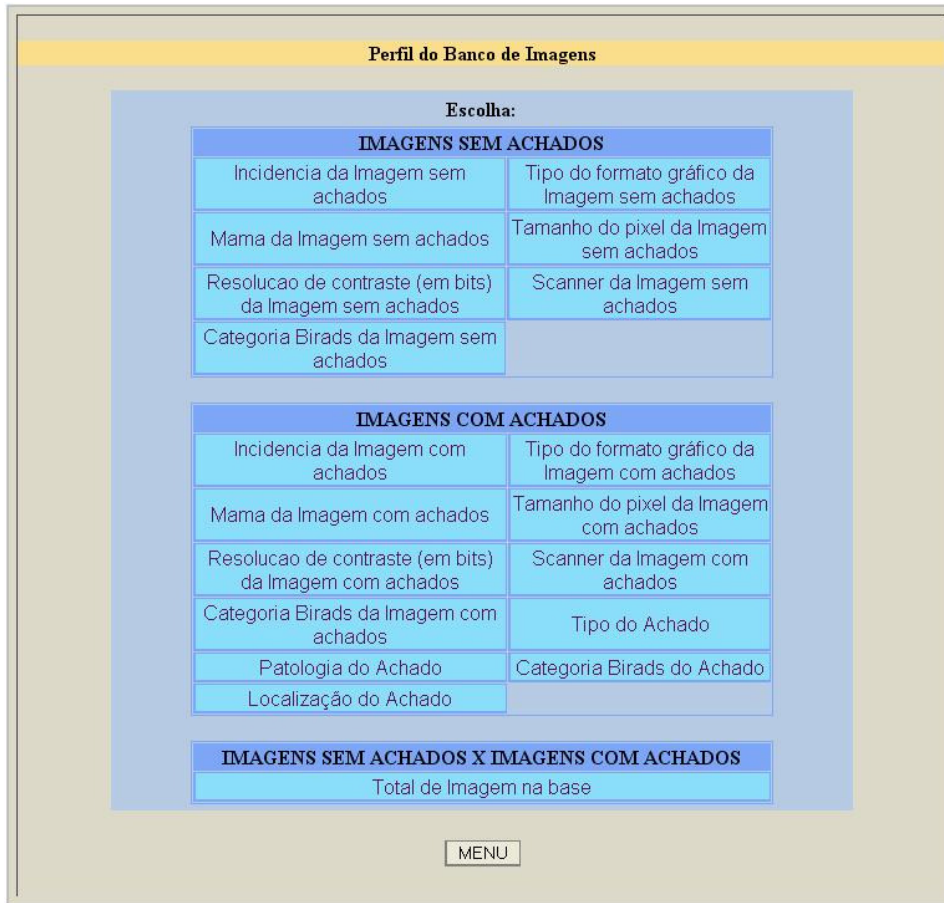 Perfil do Banco de Imagens
Escolha:
IMAGENS SEM ACHADOS
Incidencia da Imagem sem
achados
Tipo do formato gráfico da
Imagem sem achados
Mama da Imagem sem achados
Tamanho do pixel da Imagem
sem achados
Resolucao de contraste (em bits)
da Imagem sem achados
Scanner da Imagem sem
achados
Categoria Birads da Imagem sem
achados
IMAGENS COM ACHADOS
Incidencia da Imagem com
achados
Tipo do formato gráfico da
Imagem com achados
Mama da Imagem com achados
Tamanho do pixel da Imagem
com achados
Resolucao de contraste (em bits)
da Imagem com achados
Scanner da Imagem com
achados
Categoria Birads da Imagem com
achados
Tipo do Achado
Patologia do Achado
Categoria Birads do Achado
Localização do Achado
IMAGENS SEM ACHADOS X IMAGENS COM ACHADOS
Total de Imagem na base
MENU